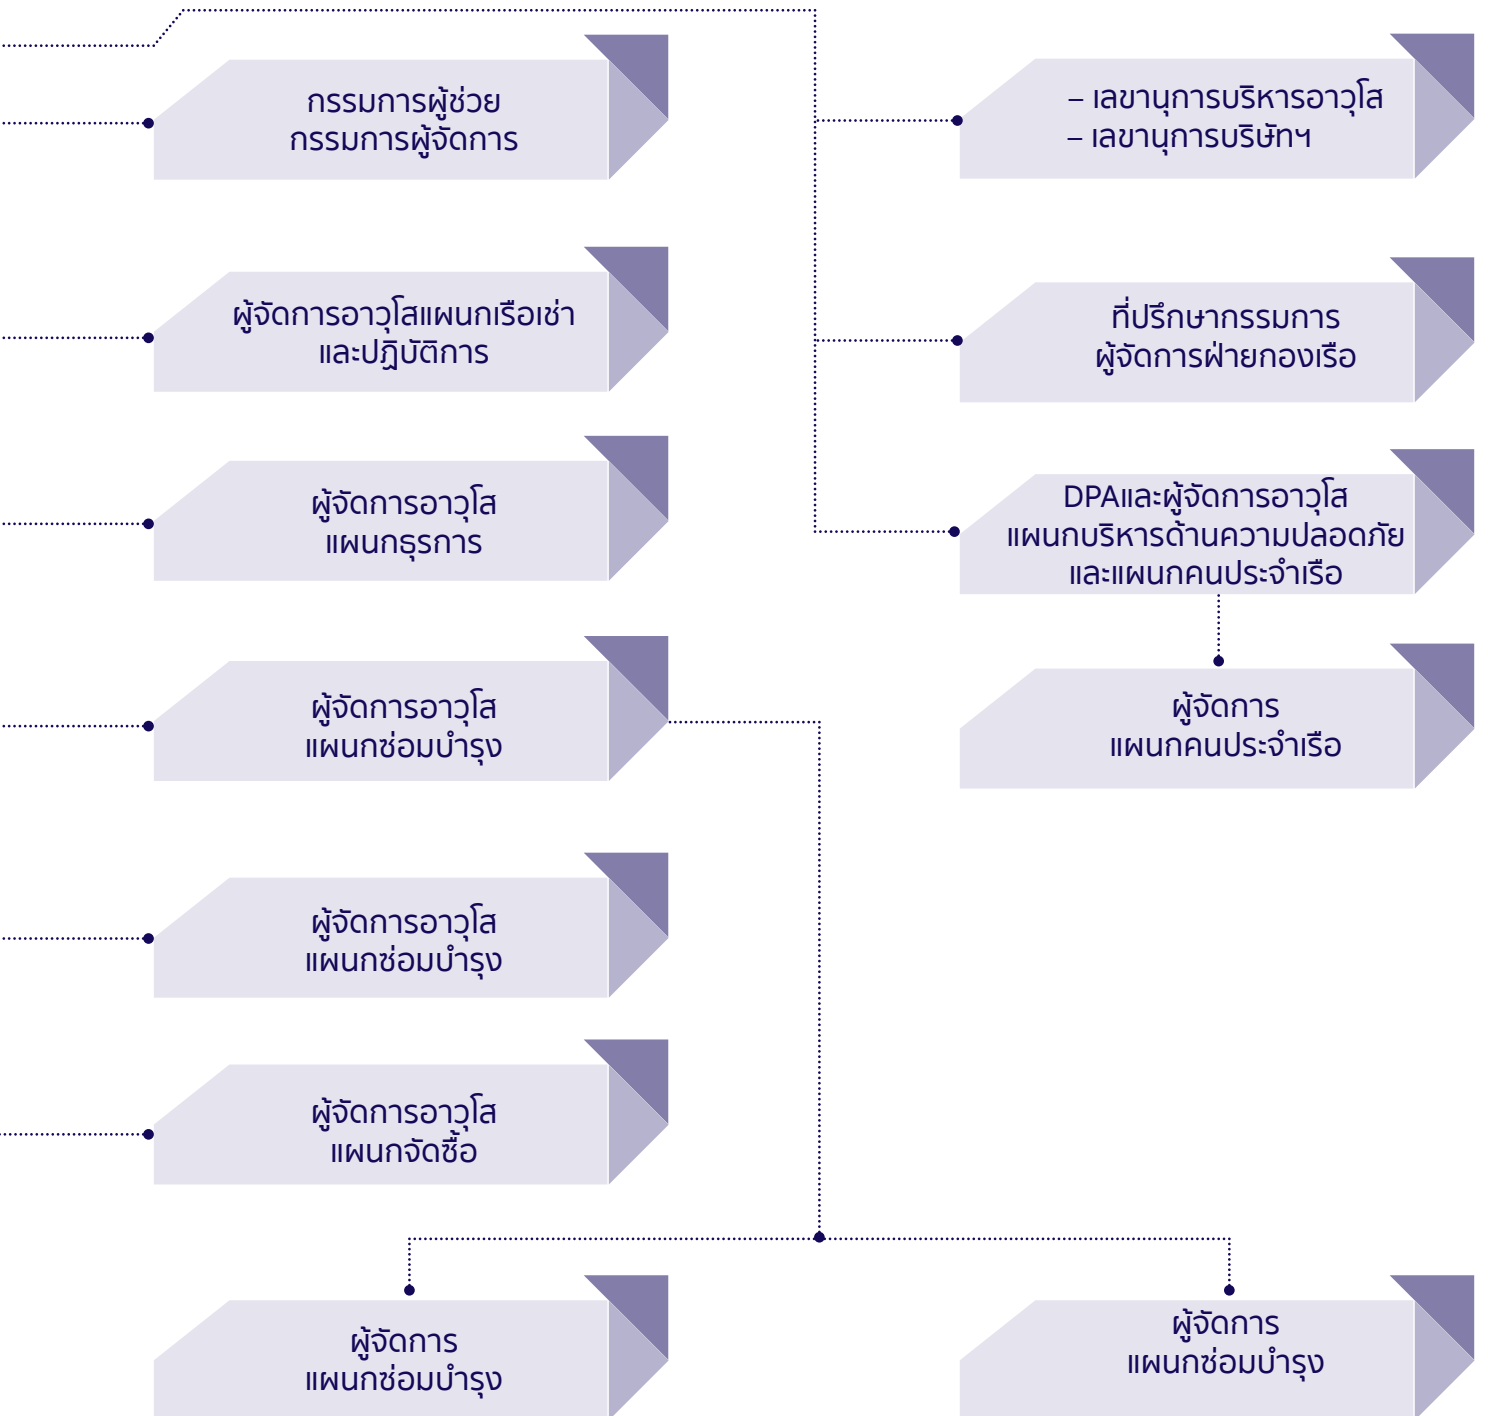 กรรมการผู้ช่วย
กรรมการผู้จัดการ
– เลขานุการบริหารอาวุโส
– เลขานุการบริษัทฯ
ผู้จัดการอาวุโสแผนกเรือเช่า
และปฏิบัติการ
ที่ปรึกษากรรมการ
ผู้จัดการฝ่ายกองเรือ
ผู้จัดการอาวุโส
แผนกธุรการ
DPAและผู้จัดการอาวุโส
แผนกบริหารด้านความปลอดภัย
และแผนกคนประจำเรือ
ผู้จัดการอาวุโส
แผนกซ่อมบำรุง
ผู้จัดการ
แผนกคนประจำเรือ
ผู้จัดการอาวุโส
แผนกซ่อมบำรุง
ผู้จัดการอาวุโส
แผนกจัดซื้อ
ผู้จัดการ
แผนกซ่อมบำรุง
ผู้จัดการ
แผนกซ่อมบำรุง